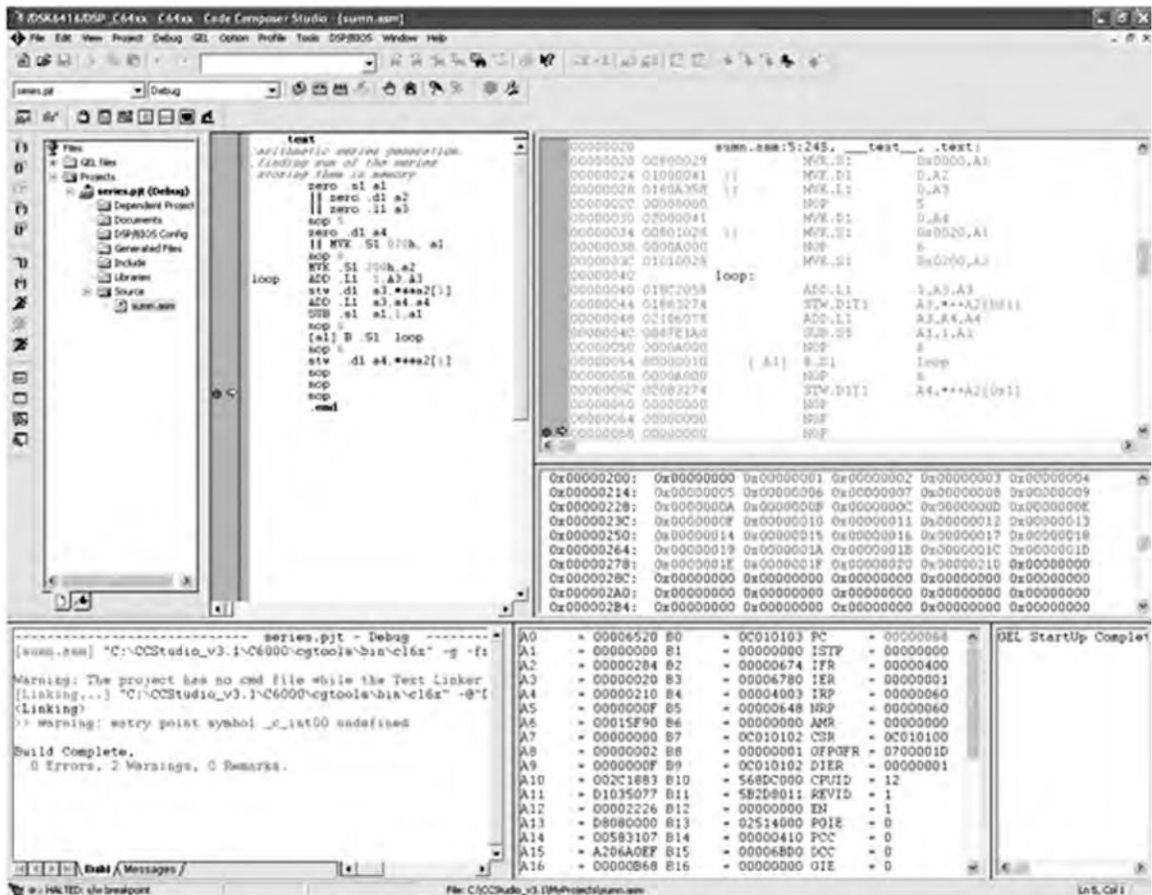 /DSK6416/DSP_C64xx - C64xx - Code Composer Studio - [sumn.asm]
File Edit View Project Debug GEL Option Profile Tools DSP/BIOS Window Help
series.pjt Debug
Files
GEL files
Projects
series.pjt (Debug)
Dependent Project
Documents
DSP/BIOS Config
Generated Files
Include
Libraries
Source
sumn.asm
.text
;arithmetic series generation,
;finding sum of the series
;storing them in memory
zero .s1 a1
|| zero .d1 a2
|| zero .l1 a3
nop 5
zero .d1 a4
|| MVK .S1 020h, a1
nop 6
MVK .S1 200h,a2
loop ADD .L1 1,A3,A3
stw .d1 a3,*++a2[1]
ADD .L1 a3,a4,a4
SUB .s1 a1,1,a1
nop 6
[a1] B .S1 loop
nop 6
stw .d1 a4,*++a2[1]
nop
nop
nop
.end
00000020 sumn.asm:5:24$, __text__, .text:
00000020 00800029 MVK.S1 0x0000,A1
00000024 01000041 || MVK.D1 0,A2
00000028 0180A358 || MVK.L1 0,A3
0000002C 00008000 NOP 5
00000030 02000041 MVK.D1 0,A4
00000034 00801028 || MVK.S1 0x0020,A1
00000038 0000A000 NOP 6
0000003C 01010028 MVK.S1 0x0200,A2
00000040 loop:
00000040 018C2058 ADD.L1 1,A3,A3
00000044 01883274 STW.D1T1 A3,*++A2[0x1]
00000048 02106078 ADD.L1 A3,A4,A4
0000004C 0087E1A0 SUB.S1 A1,1,A1
00000050 0000A000 NOP 6
00000054 80000010 [ A1] B.S1 loop
00000058 0000A000 NOP 6
0000005C 02083274 STW.D1T1 A4,*++A2[0x1]
00000060 00000000 NOP
00000064 00000000 NOP
00000068 00000000 NOP
0x00000200: 0x00000000 0x00000001 0x00000002 0x00000003 0x00000004
0x00000214: 0x00000005 0x00000006 0x00000007 0x00000008 0x00000009
0x00000228: 0x0000000A 0x0000000B 0x0000000C 0x0000000D 0x0000000E
0x0000023C: 0x0000000F 0x00000010 0x00000011 0x00000012 0x00000013
0x00000250: 0x00000014 0x00000015 0x00000016 0x00000017 0x00000018
0x00000264: 0x00000019 0x0000001A 0x0000001B 0x0000001C 0x0000001D
0x00000278: 0x0000001E 0x0000001F 0x00000020 0x00000210 0x00000000
0x0000028C: 0x00000000 0x00000000 0x00000000 0x00000000 0x00000000
0x000002A0: 0x00000000 0x00000000 0x00000000 0x00000000 0x00000000
0x000002B4: 0x00000000 0x00000000 0x00000000 0x00000000 0x00000000
---------------------------- series.pjt - Debug -------
[sumn.asm] "C:\CCStudio_v3.1\C6000\cgtools\bin\cl6x" -g
Warning: The project has no cmd file while the Text Linker
[Linking...] "C:\CCStudio_v3.1\C6000\cgtools\bin\cl6x" -@"
<Linking>
>> warning: entry point symbol _c_int00 undefined
Build Complete,
0 Errors, 2 Warnings, 0 Remarks.
Build Messages
A0 = 00006520 B0 = 0C010103 PC = 00000068
A1 = 00000000 B1 = 00000000 ISTP = 00000000
A2 = 00000284 B2 = 00000674 IFR = 00000400
A3 = 00000020 B3 = 00006780 IER = 00000001
A4 = 00000210 B4 = 00004003 IRP = 00000060
A5 = 0000000F B5 = 00000648 NRP = 00000060
A6 = 00015F90 B6 = 00000000 AMR = 00000000
A7 = 00000000 B7 = 0C010102 CSR = 0C010100
A8 = 00000002 B8 = 00000001 GFPGFR = 0700001D
A9 = 0000000F B9 = 0C010102 DIER = 00000001
A10 = 002C1883 B10 = 568DC000 CPUID = 12
A11 = D1035077 B11 = 5B2D8011 REVID = 1
A12 = 00002226 B12 = 00000000 EN = 1
A13 = D8080000 B13 = 02514000 PGIE = 0
A14 = 00583107 B14 = 00000410 PCC = 0
A15 = A206A0EF B15 = 00006BD0 DCC = 0
A16 = 00000B68 B16 = 00000000 GIE = 0
GEL StartUp Complet
HALTED: s/w breakpoint File: C:\CCStudio_v3.1\MyProjects\sumn.asm Ln 5, Col 1